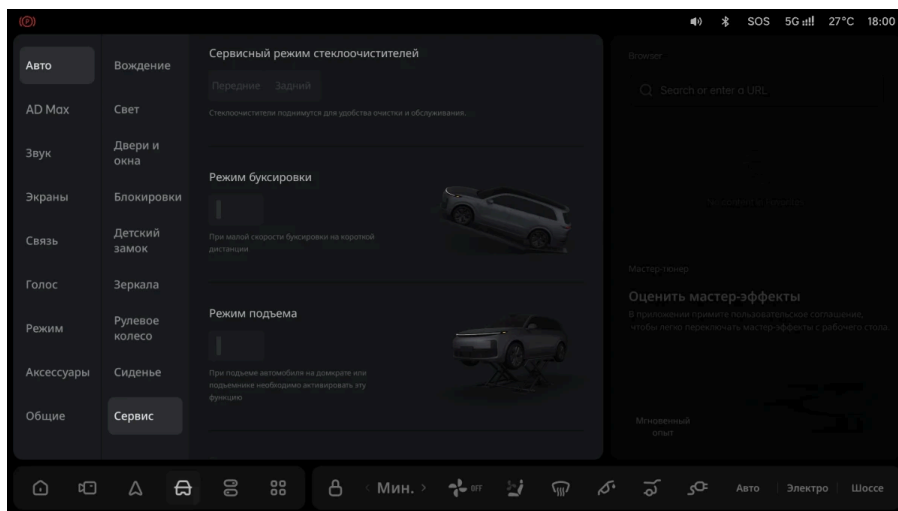 (P)
SOS 5G 27°C 18:00
Авто
AD Max
Звук
Экраны
Связь
Голос
Режим
Аксессуары
Общие
Вождение
Свет
Двери и
окна
Блокировки
Детский
замок
Зеркала
Рулевое
колесо
Сиденье
Сервис
Сервисный режим стеклоочистителей
Передние Задний
Стеклоочистители поднимутся для удобства очистки и обслуживания.
Режим буксировки
При малой скорости буксировки на короткой
дистанции
Режим подъема
При подъеме автомобиля на домкрате или
подъемнике необходимо активировать эту
функцию
Browser
Search or enter a URL
Мастер-тюнер
Оценить мастер-эффекты
В приложении примите пользовательское соглашение,
чтобы легко переключать мастер-эффекты с рабочего стола.
Мгновенный
опыт
< Мин. > OFF Авто Электро Шоссе